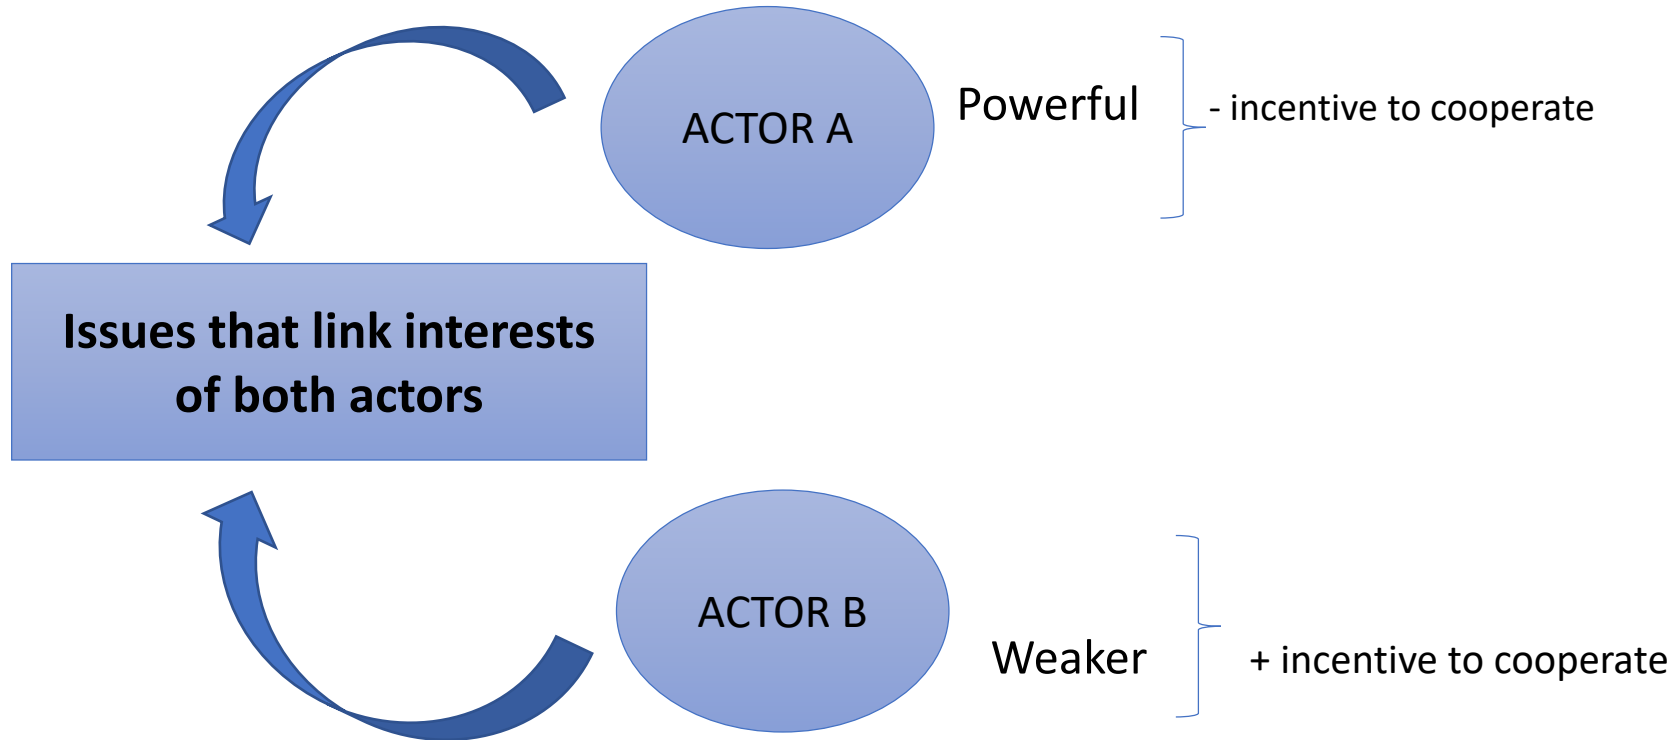 ACTOR A
Powerful
- incentive to cooperate
Issues that link interests
of both actors
ACTOR B
Weaker
+ incentive to cooperate